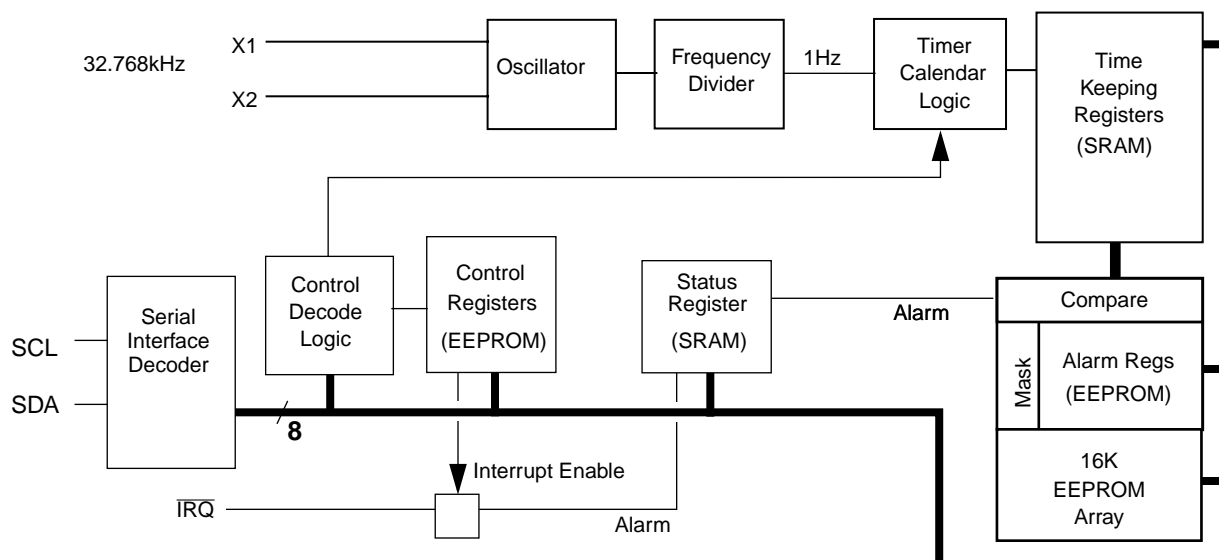 32.768kHz
X1
X2
Oscillator
Frequency
Divider
1Hz
Timer
Calendar
Logic
Time
Keeping
Registers
(SRAM)
SCL
SDA
Serial
Interface
Decoder
Control
Decode
Logic
Control
Registers
(EEPROM)
Status
Register
(SRAM)
Alarm
Compare
Mask
Alarm Regs
(EEPROM)
16K
EEPROM
Array
8
Interrupt Enable
IRQ
Alarm